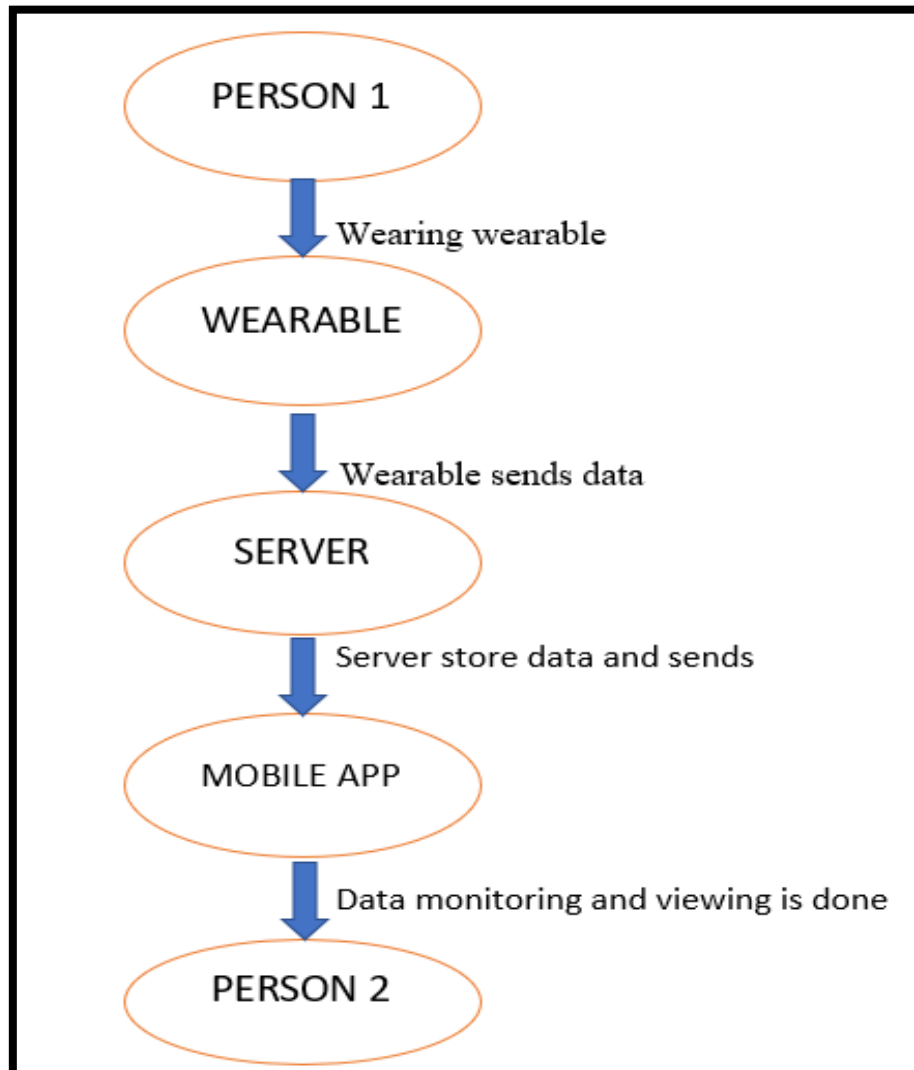 PERSON 1
Wearing wearable
WEARABLE
Wearable sends data
SERVER
Server store data and sends
MOBILE APP
Data monitoring and viewing is done
PERSON 2